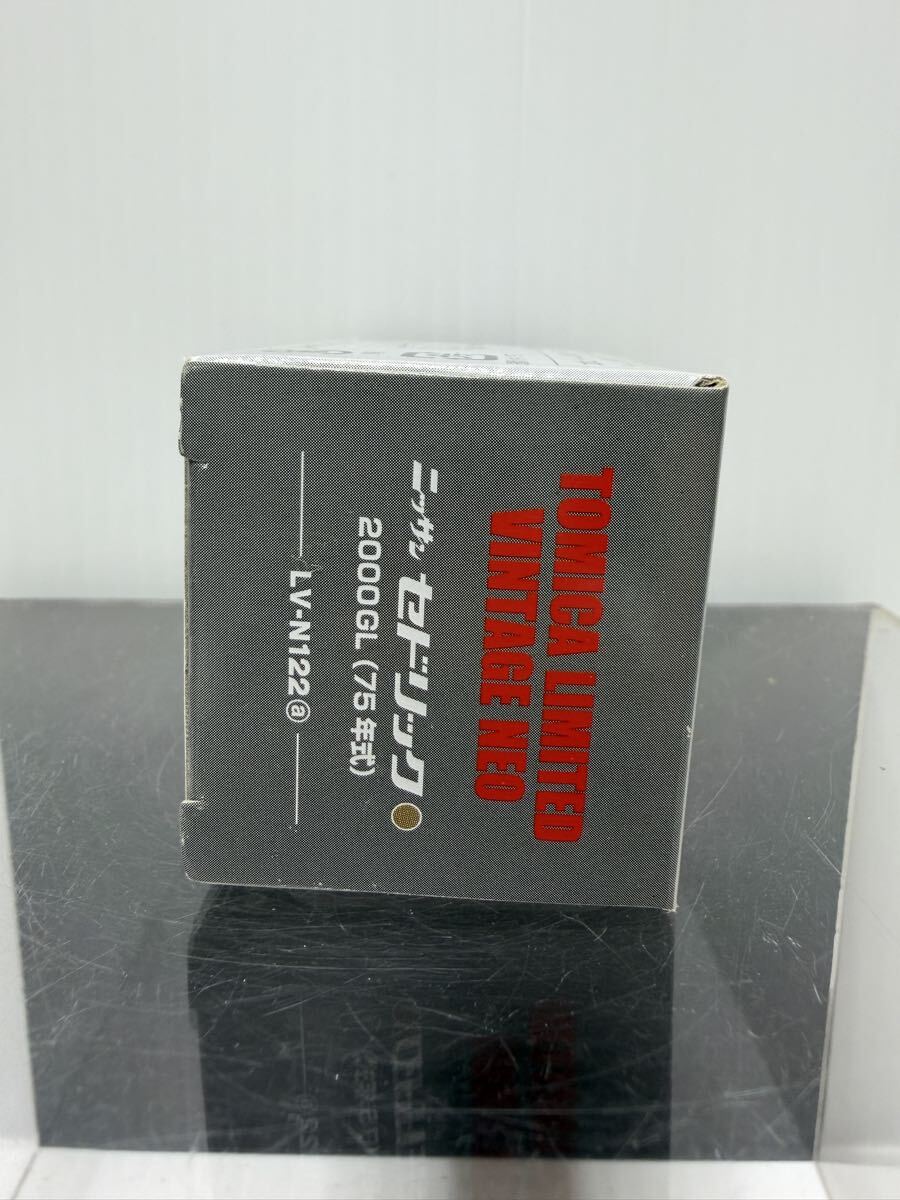 TOMICA LIMITED
VINTAGE NEO
ニッサン セドリック
2000GL (75年式)
LV-N122ⓐ